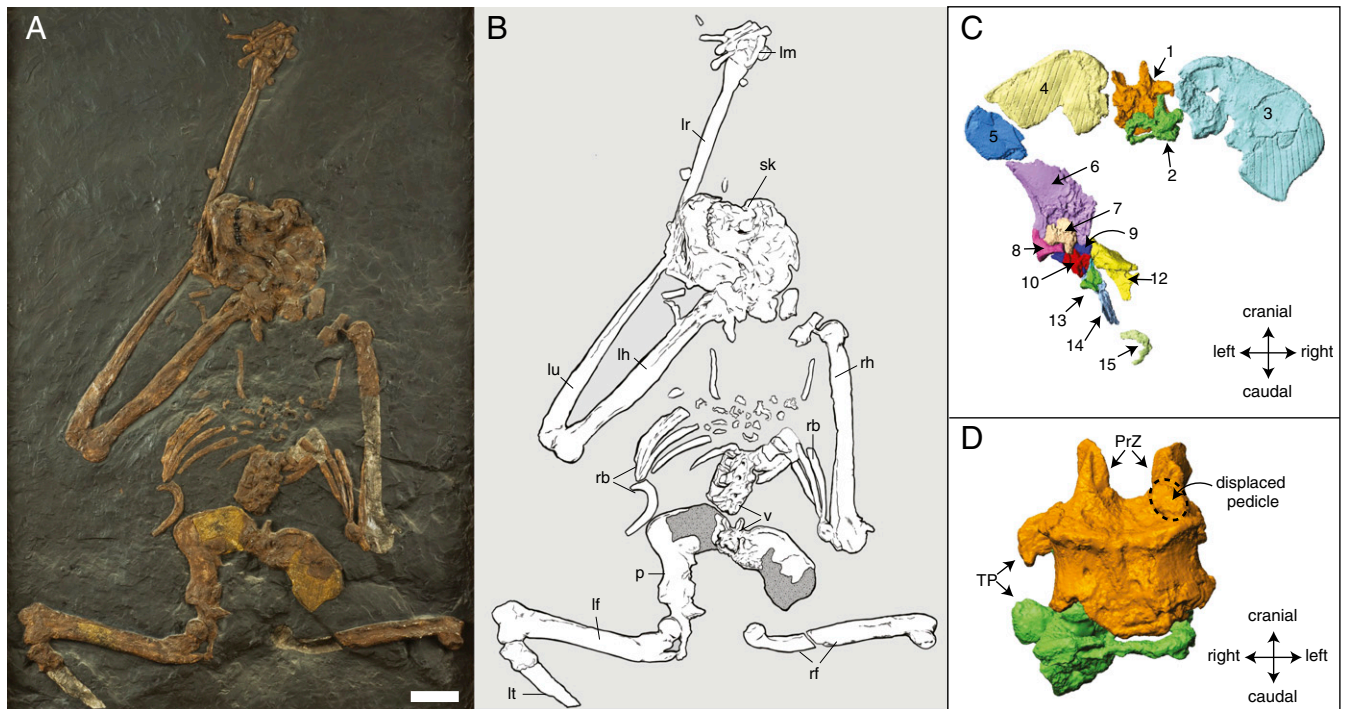 A
B
lm
lr
sk
lu
lh
rh
rb
rb
v
p
lf
rf
lt
C
1
2
3
4
5
6
7
8
9
10
12
13
14
15
cranial
left
right
caudal
D
PrZ
displaced
pedicle
TP
cranial
right
left
caudal